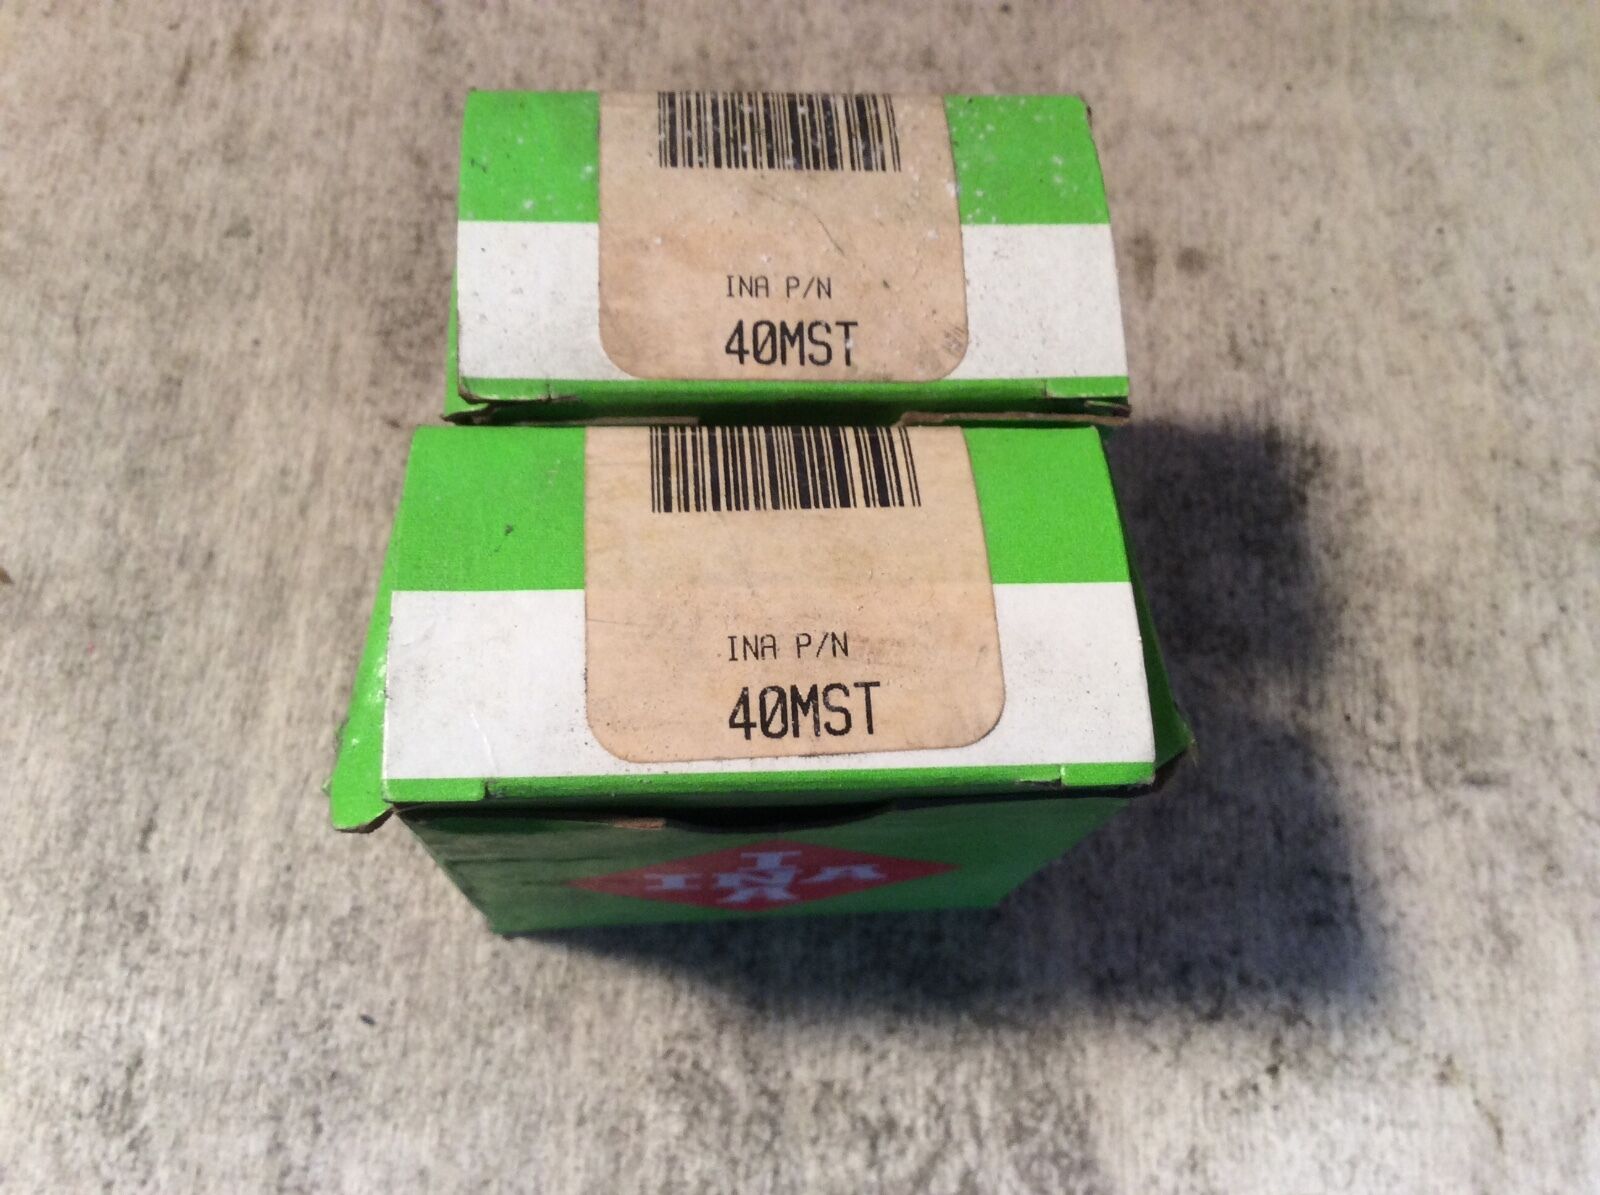 INA P/N
40MST
INA P/N
40MST
I
INA
A